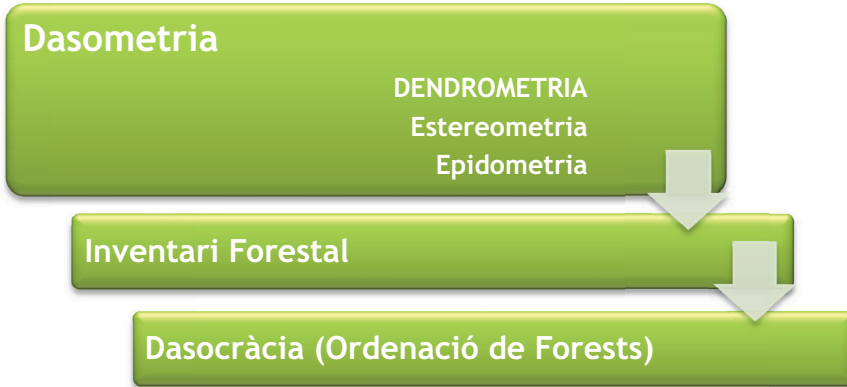 Dasometria
DENDROMETRIA
Estereometria
Epidometria
Inventari Forestal
Dasocràcia (Ordenació de Forests)